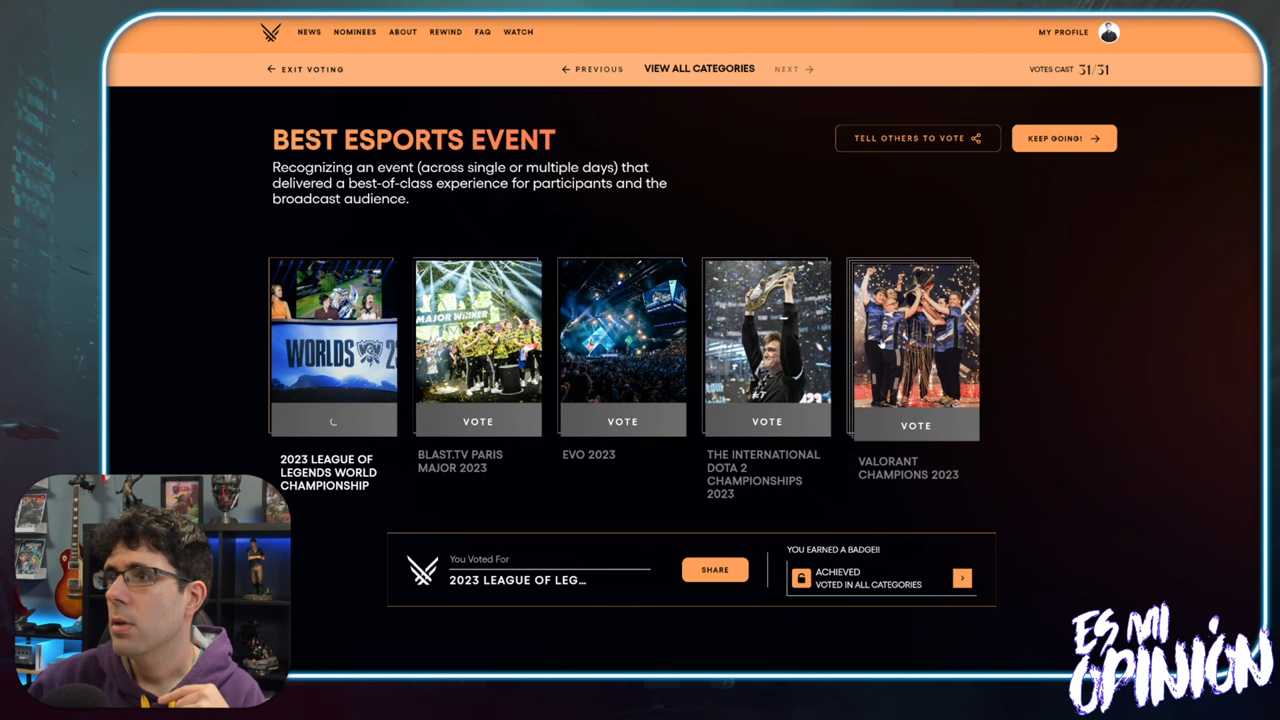 NEWS NOMINEES ABOUT REWIND FAQ WATCH MY PROFILE
EXIT VOTING PREVIOUS VIEW ALL CATEGORIES NEXT VOTES CAST 31/31
BEST ESPORTS EVENT
TELL OTHERS TO VOTE KEEP GOING!
Recognizing an event (across single or multiple days) that
delivered a best-of-class experience for participants and the
broadcast audience.
MAJOR WINNER
WORLDS 2
VOTE VOTE VOTE VOTE
2023 LEAGUE OF
LEGENDS WORLD
CHAMPIONSHIP
BLAST.TV PARIS
MAJOR 2023
EVO 2023
THE INTERNATIONAL
DOTA 2
CHAMPIONSHIPS
2023
VALORANT
CHAMPIONS 2023
You Voted For
2023 LEAGUE OF LEG...
SHARE
YOU EARNED A BADGE!!
ACHIEVED
VOTED IN ALL CATEGORIES
ES MI
OPINIÓN